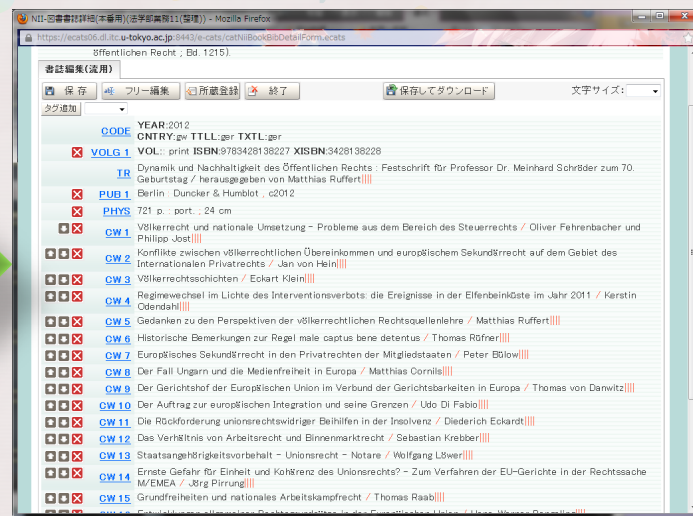 NII-図書書誌詳細(本番用)(法学部業務11(整理)) - Mozilla Firefox
https://ecats06.dl.itc.u-tokyo.ac.jp:8443/e-cats/catNiiBookBibDetailForm.ecats
öffentlichen Recht ; Bd. 1215).
書誌編集(流用)
保 存 フリー編集 所蔵登録 終了 保存してダウンロード 文字サイズ:
タグ追加
CODE YEAR:2012
CNTRY:gw TTLL:ger TXTL:ger
VOLG 1 VOL:: print ISBN:9783428138227 XISBN:3428138228
TR Dynamik und Nachhaltigkeit des Öffentlichen Rechts : Festschrift für Professor Dr. Meinhard Schröder zum 70.
Geburtstag / herausgegeben von Matthias Ruffert||||
PUB 1 Berlin : Duncker & Humblot , c2012
PHYS 721 p. : port. ; 24 cm
CW 1 Völkerrecht und nationale Umsetzung - Probleme aus dem Bereich des Steuerrechts / Oliver Fehrenbacher und
Philipp Jost||||
CW 2 Konflikte zwischen völkerrechtlichen Übereinkommen und europäischem Sekundärrecht auf dem Gebiet des
Internationalen Privatrechts / Jan von Hein||||
CW 3 Völkerrechtsschichten / Eckart Klein||||
CW 4 Regimewechsel im Lichte des Interventionsverbots: die Ereignisse in der Elfenbeinküste im Jahr 2011 / Kerstin
Odendahl||||
CW 5 Gedanken zu den Perspektiven der völkerrechtlichen Rechtsquellenlehre / Matthias Ruffert||||
CW 6 Historische Bemerkungen zur Regel male captus bene detentus / Thomas Rüfner||||
CW 7 Europäisches Sekundärrecht in den Privatrechten der Mitgliedstaaten / Peter Bülow||||
CW 8 Der Fall Ungarn und die Medienfreiheit in Europa / Matthias Cornils||||
CW 9 Der Gerichtshof der Europäischen Union im Verbund der Gerichtsbarkeiten in Europa / Thomas von Danwitz||||
CW 10 Der Auftrag zur europäischen Integration und seine Grenzen / Udo Di Fabio||||
CW 11 Die Rückforderung unionsrechtswidriger Beihilfen in der Insolvenz / Diederich Eckardt||||
CW 12 Das Verhältnis von Arbeitsrecht und Binnenmarktrecht / Sebastian Krebber||||
CW 13 Staatsangehörigkeitsvorbehalt - Unionsrecht - Notare / Wolfgang Löwer||||
CW 14 Ernste Gefahr für Einheit und Kohärenz des Unionsrechts? - Zum Verfahren der EU-Gerichte in der Rechtssache
M/EMEA / Jörg Pirrung||||
CW 15 Grundfreiheiten und nationales Arbeitskampfrecht / Thomas Raab||||